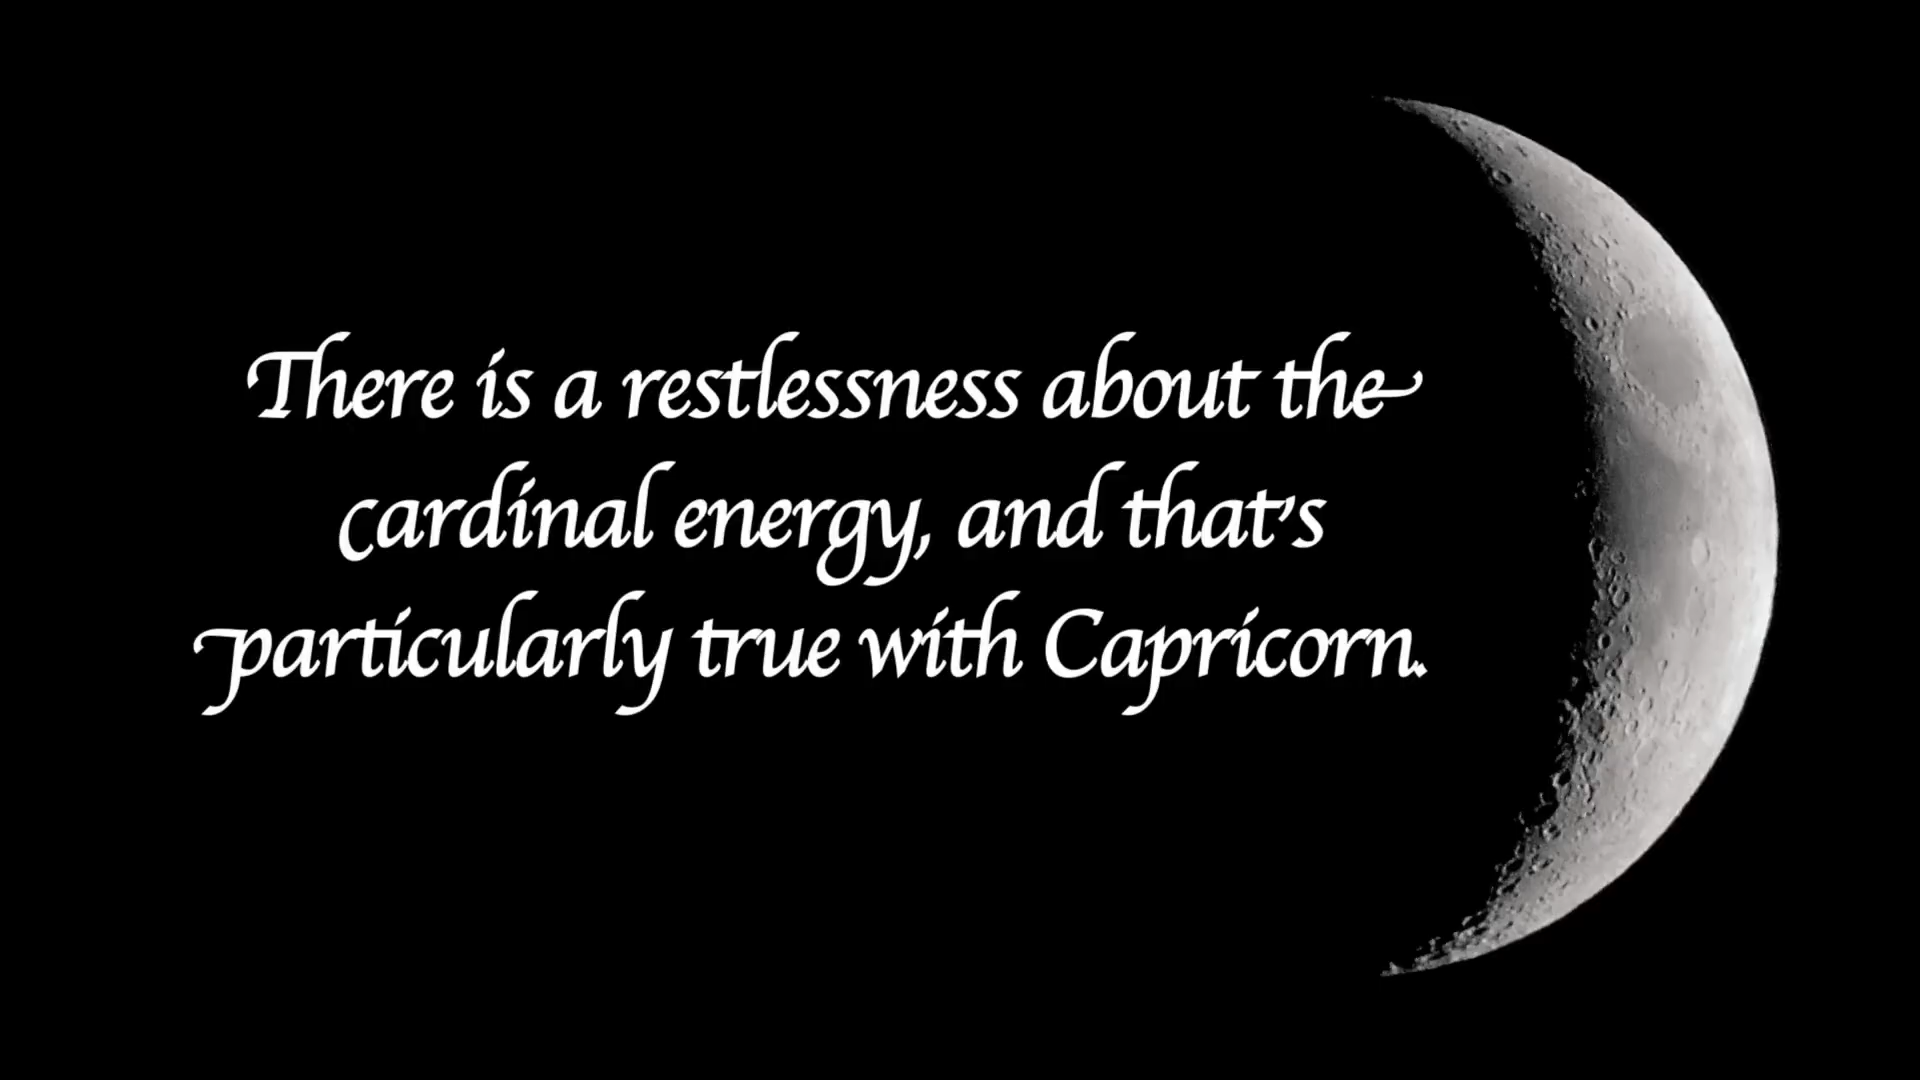 There is a restlessness about the
cardinal energy, and that's
particularly true with Capricorn.